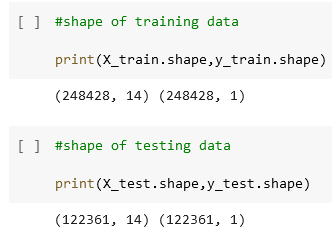 [ ] #shape of training data
print(X_train.shape,y_train.shape)
(248428, 14) (248428, 1)
[ ] #shape of testing data
print(X_test.shape,y_test.shape)
(122361, 14) (122361, 1)